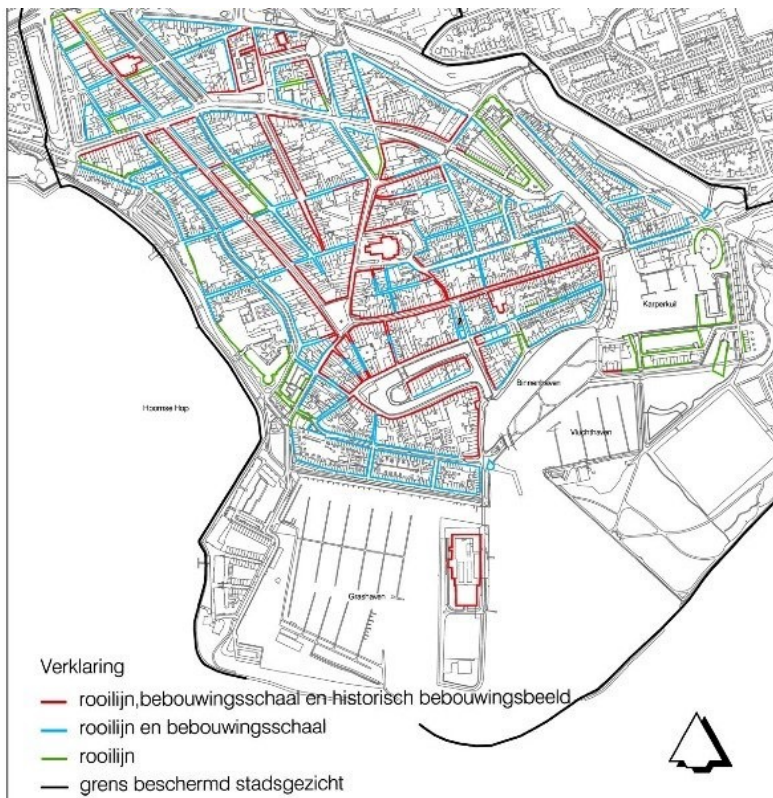 Karperkuil
Binnenhaven
Hoornse Hop
Vluchthaven
Grashaven
Verklaring
rooilijn,bebouwingsschaal en historisch bebouwingsbeeld
rooilijn en bebouwingsschaal
rooilijn
grens beschermd stadsgezicht